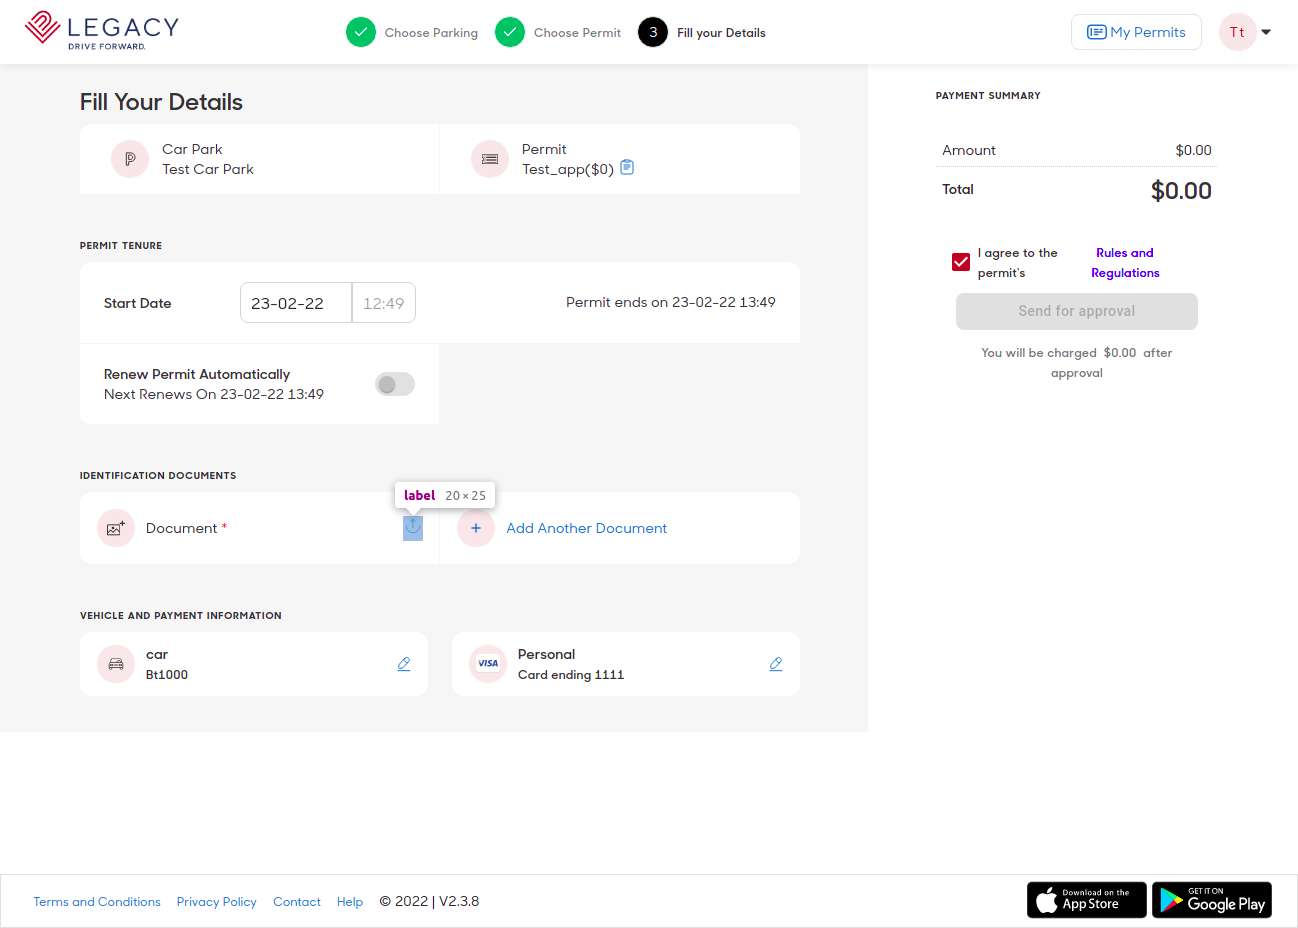 LEGACY
DRIVE FORWARD.
Choose Parking
Choose Permit
3
Fill your Details
My Permits
Tt
Fill Your Details
Car Park
Test Car Park
Permit
Test_app($0)
PERMIT TENURE
Start Date
23-02-22
12:49
Permit ends on 23-02-22 13:49
Renew Permit Automatically
Next Renews On 23-02-22 13:49
IDENTIFICATION DOCUMENTS
label 20 × 25
Document *
+ Add Another Document
VEHICLE AND PAYMENT INFORMATION
car
Bt1000
VISA
Personal
Card ending 1111
PAYMENT SUMMARY
Amount $0.00
Total $0.00
I agree to the
permit's
Rules and
Regulations
Send for approval
You will be charged $0.00 after
approval
Terms and Conditions
Privacy Policy
Contact
Help
© 2022 | V2.3.8
Download on the
App Store
GET IT ON
Google Play